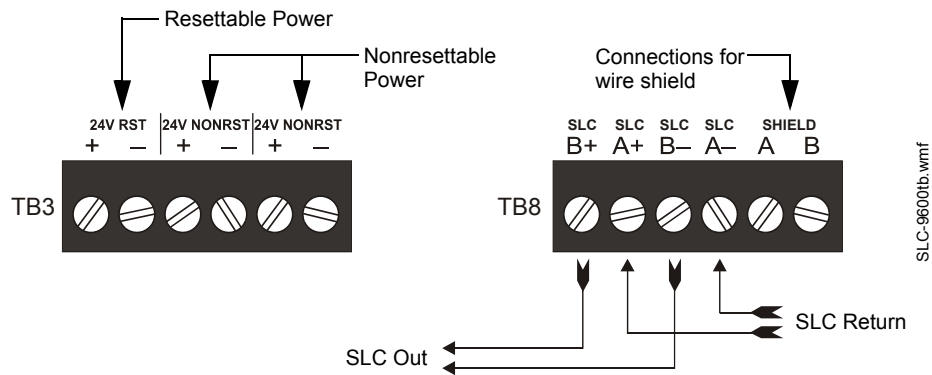 Resettable Power
Nonresettable
Power
Connections for
wire shield
24V RST 24V NONRST 24V NONRST
+ – + – + –
TB3
SLC SLC SLC SLC SHIELD
B+ A+ B– A– A B
TB8
SLC Return
SLC Out
SLC-9600tb.wmf